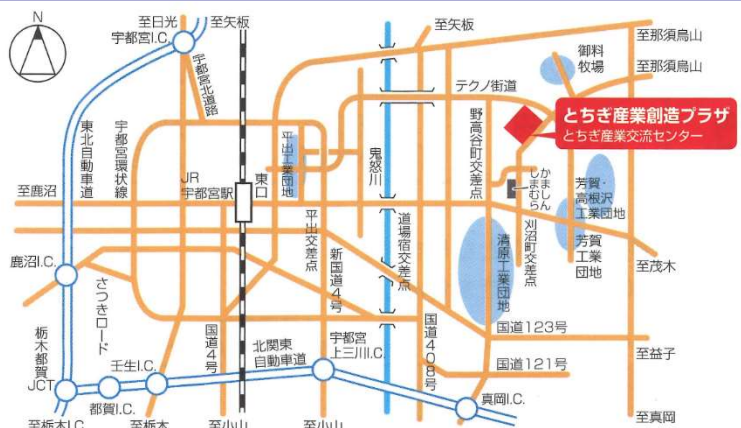 N
至日光
至矢板
宇都宮I.C.
宇都宮北道路
至矢板
至那須烏山
御料
牧場
至那須烏山
テクノ街道
とちぎ産業創造プラザ
とちぎ産業交流センター
東北自動車道
宇都宮環状線
平出工業団地
鬼怒川
野高谷町交差点
かましん
しまむら
芳賀・
高根沢
工業団地
JR
宇都宮駅
東口
至鹿沼
平出交差点
新国道4号
道場宿交差点
清原工業団地
刈沼町交差点
芳賀
工業
団地
至茂木
鹿沼I.C.
さつきロード
国道4号
北関東
自動車道
宇都宮
上三川I.C.
国道408号
国道123号
至益子
国道121号
栃木都賀
JCT
壬生I.C.
都賀I.C.
真岡I.C.
至栃木I.C.
至栃木
至小山
至小山
至真岡